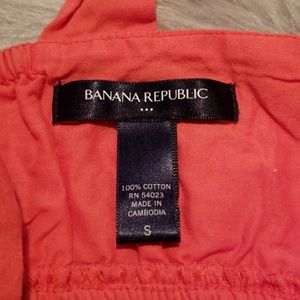 BANANA REPUBLIC
100% COTTON
RN 54023
MADE IN
CAMBODIA
S